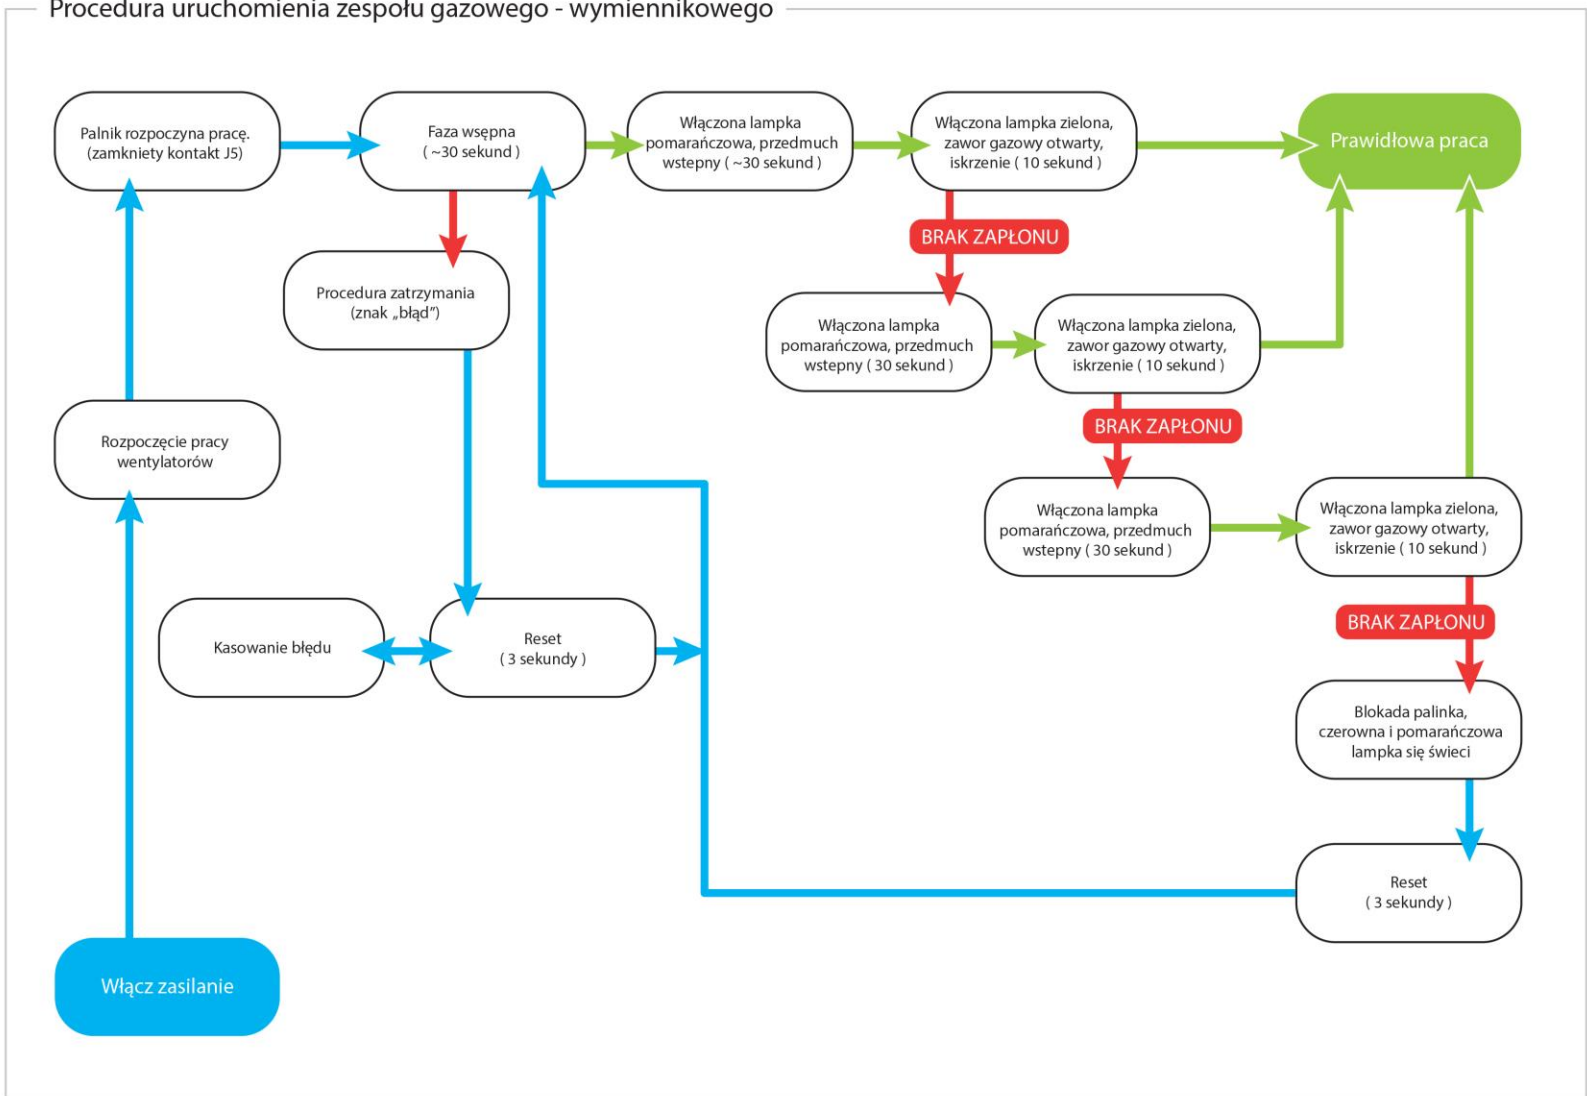 Procedura uruchomienia zespołu gazowego - wymiennikowego
Palnik rozpoczyna pracę.
(zamkniety kontakt J5)
Faza wsępna
( ~30 sekund )
Włączona lampka
pomarańczowa, przedmuch
wstepny ( ~30 sekund )
Włączona lampka zielona,
zawor gazowy otwarty,
iskrzenie ( 10 sekund )
Prawidłowa praca
BRAK ZAPŁONU
Procedura zatrzymania
(znak „błąd”)
Włączona lampka
pomarańczowa, przedmuch
wstepny ( 30 sekund )
Włączona lampka zielona,
zawor gazowy otwarty,
iskrzenie ( 10 sekund )
BRAK ZAPŁONU
Rozpoczęcie pracy
wentylatorów
Włączona lampka
pomarańczowa, przedmuch
wstepny ( 30 sekund )
Włączona lampka zielona,
zawor gazowy otwarty,
iskrzenie ( 10 sekund )
BRAK ZAPŁONU
Kasowanie błędu
Reset
( 3 sekundy )
Blokada palinka,
czerowna i pomarańczowa
lampka się świeci
Reset
( 3 sekundy )
Włącz zasilanie